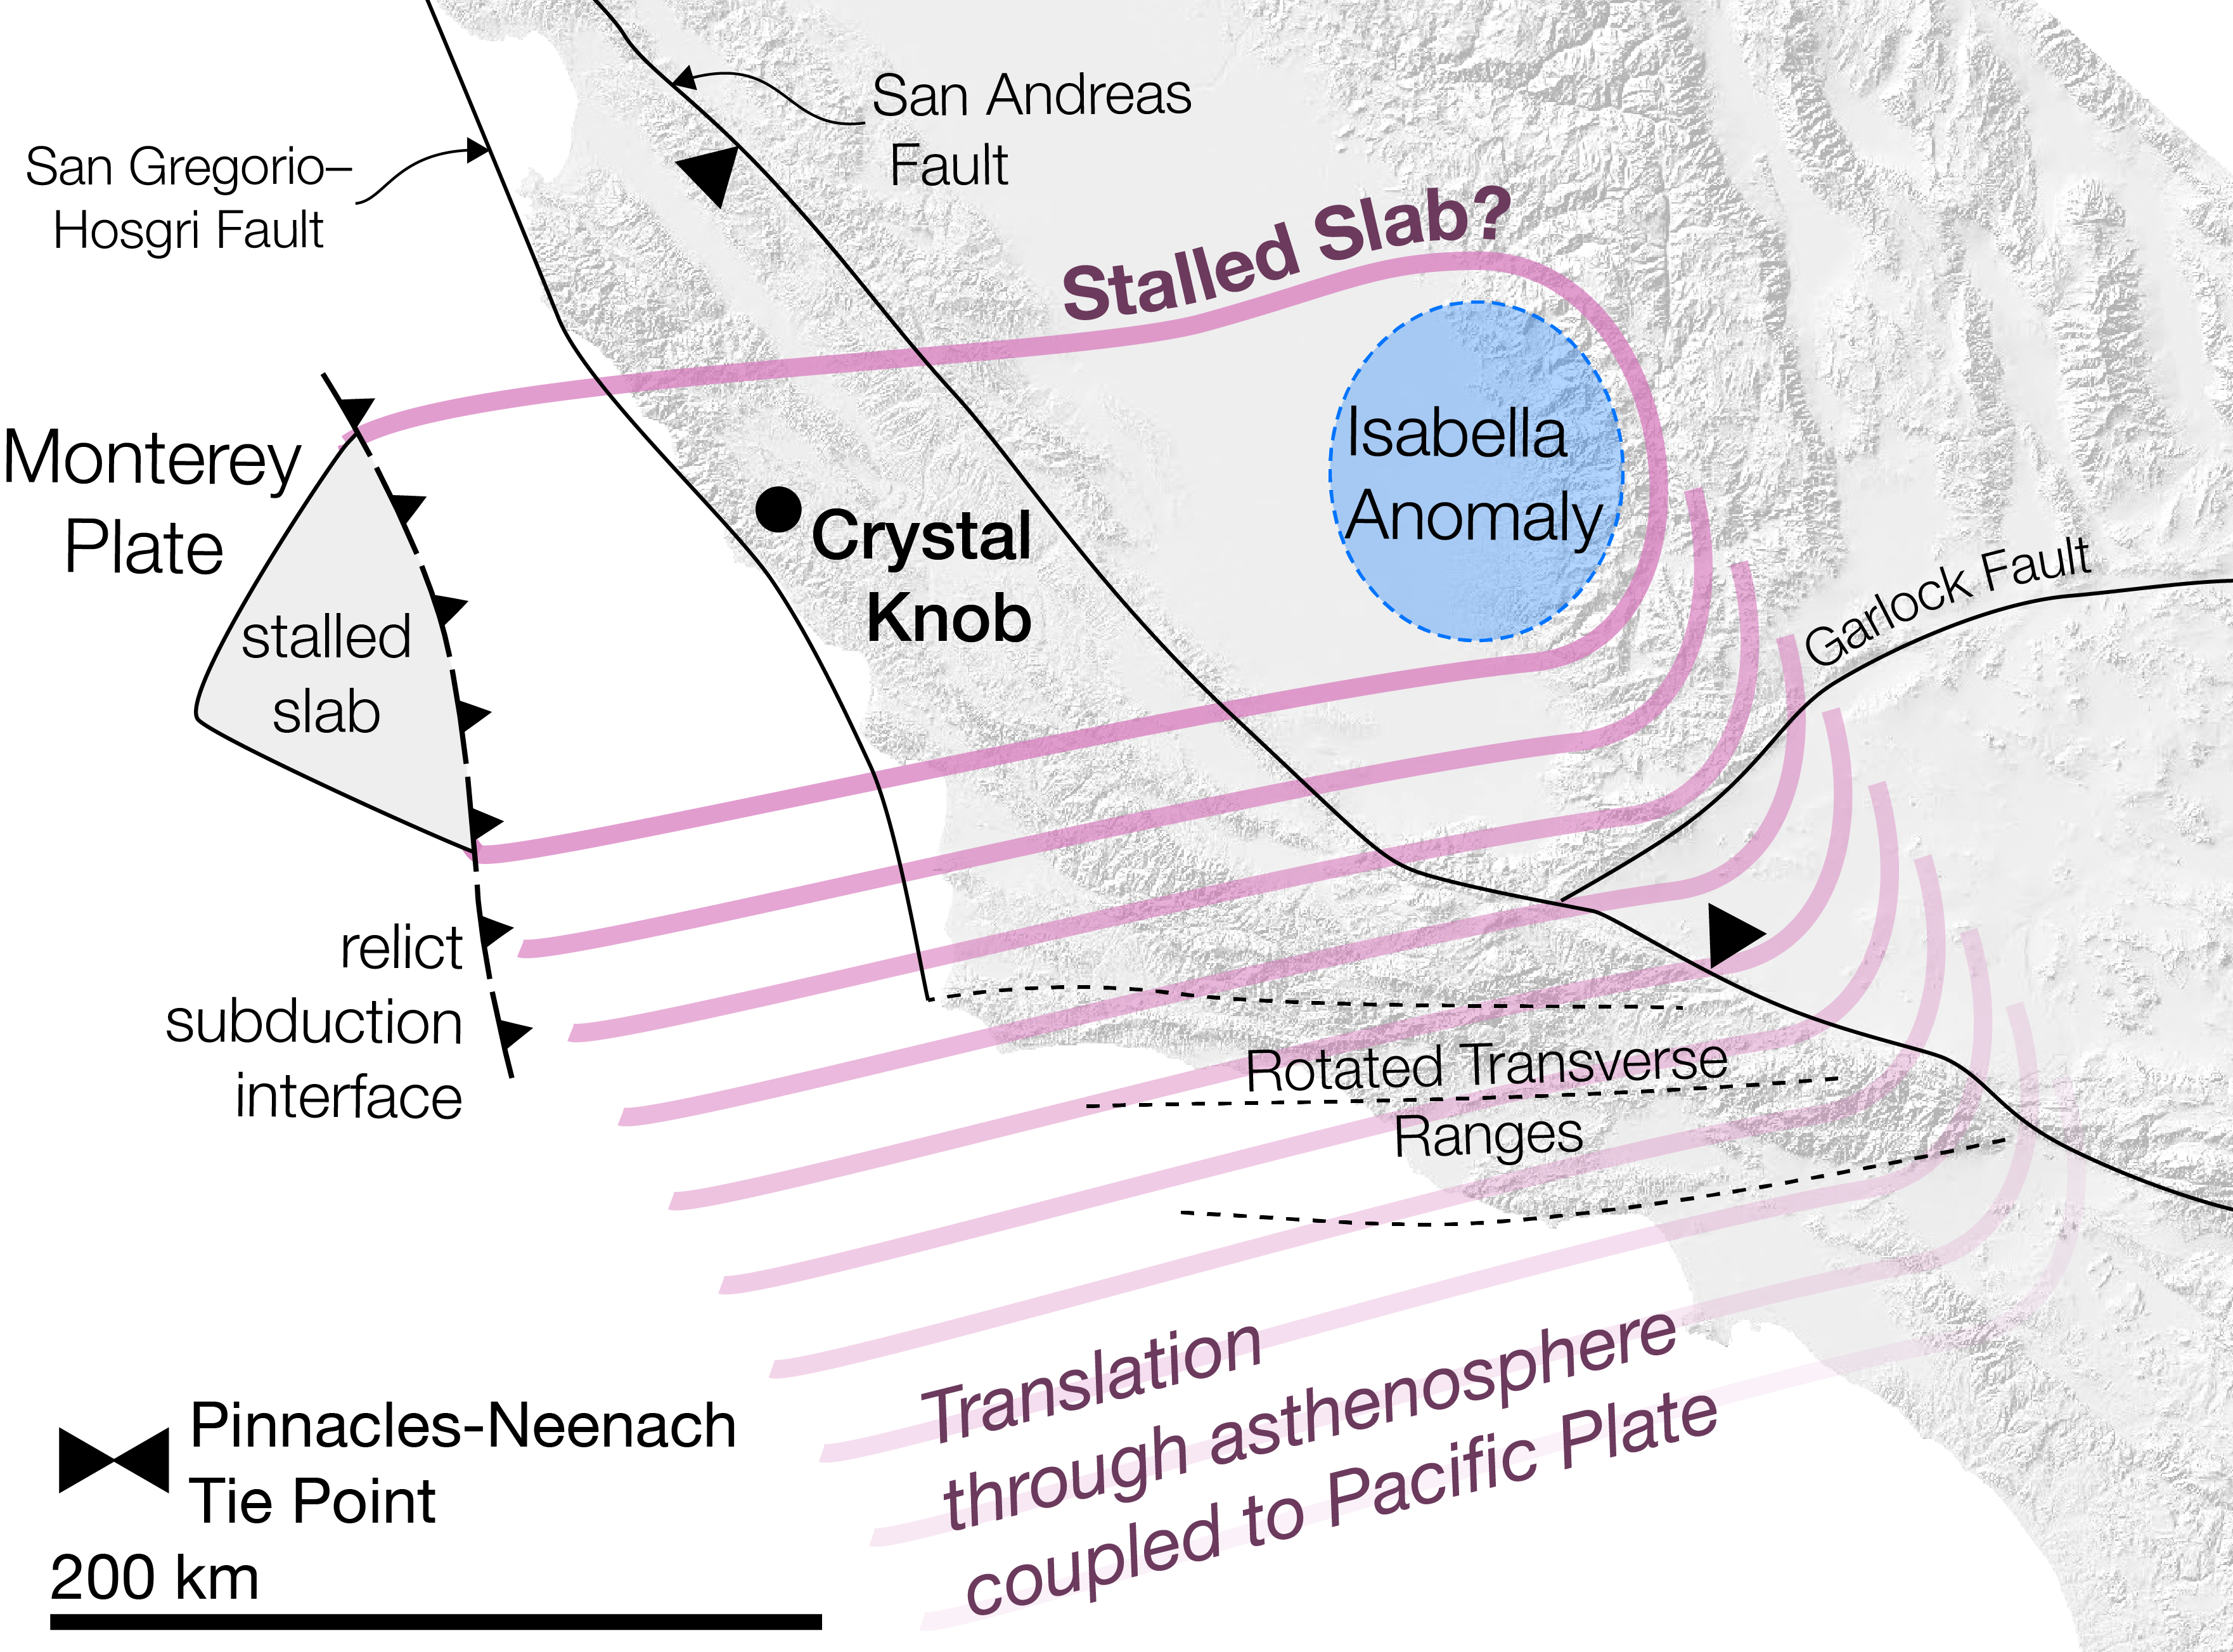 San Andreas
Fault
San Gregorio–
Hosgri Fault
Stalled Slab?
Monterey
Plate
Isabella
Anomaly
Crystal
Knob
Garlock Fault
stalled
slab
relict
subduction
interface
Rotated Transverse
Ranges
Translation
through asthenosphere
coupled to Pacific Plate
Pinnacles-Neenach
Tie Point
200 km